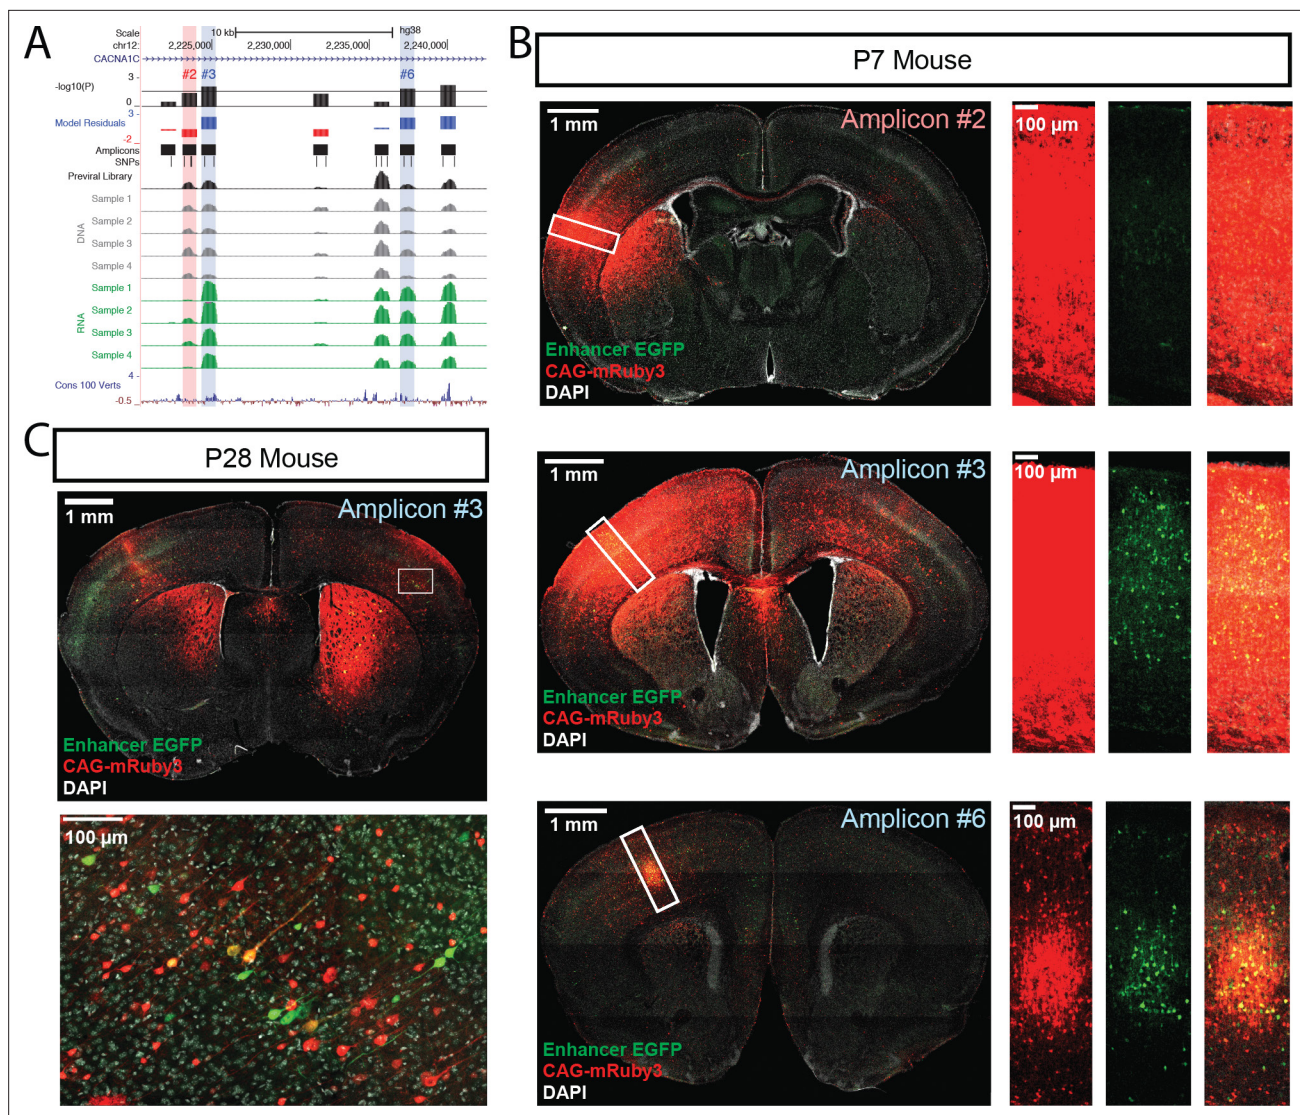 A
Scale
10 kb
hg38
chr12:
2,225,000
2,230,000
2,235,000
2,240,000
CACNA1C
#2
#3
#6
3
-log10(P)
0
3
Model Residuals
-2
Amplicons
SNPs
Previral Library
DNA
Sample 1
Sample 2
Sample 3
Sample 4
RNA
Sample 1
Sample 2
Sample 3
Sample 4
4
Cons 100 Verts
-0.5
B
P7 Mouse
1 mm
Amplicon #2
Enhancer EGFP
CAG-mRuby3
DAPI
100 µm
1 mm
Amplicon #3
Enhancer EGFP
CAG-mRuby3
DAPI
100 µm
1 mm
Amplicon #6
Enhancer EGFP
CAG-mRuby3
DAPI
100 µm
C
P28 Mouse
1 mm
Amplicon #3
Enhancer EGFP
CAG-mRuby3
DAPI
100 µm